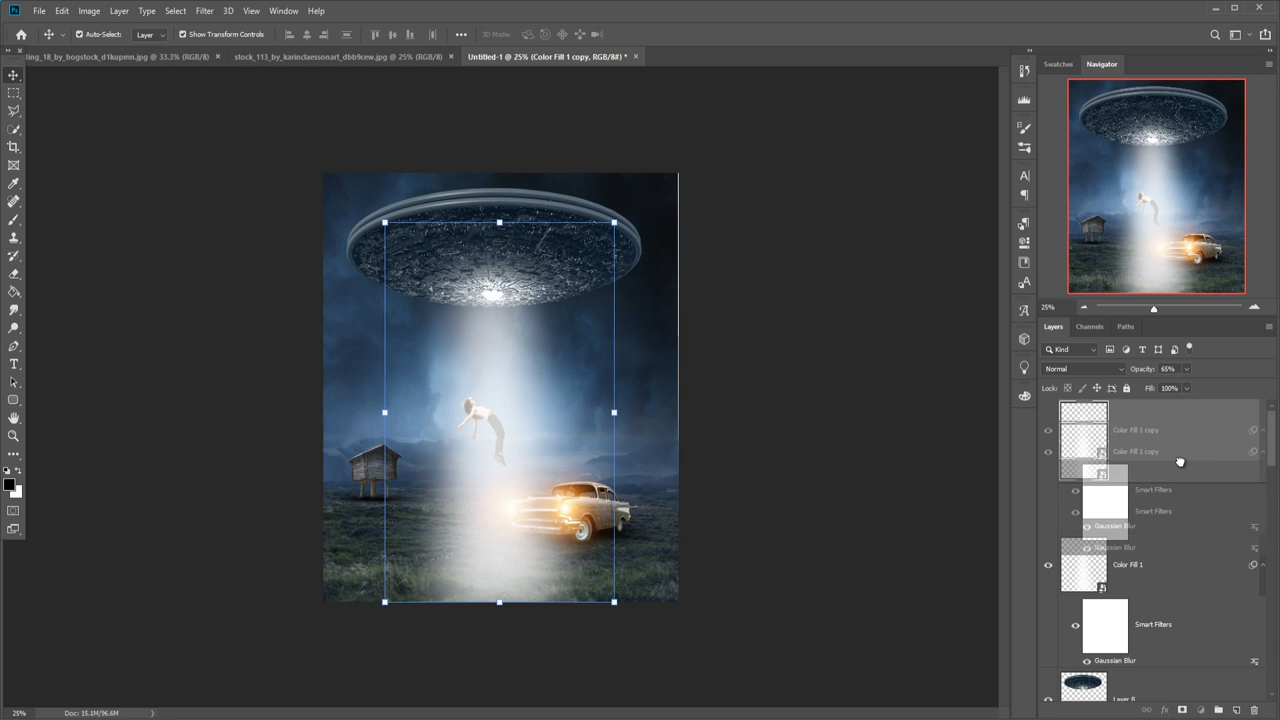 Ps File Edit Image Layer Type Select Filter 3D View Window Help
Auto-Select: Layer Show Transform Controls 3D Mode:
ling_18_by_bogstock_d1kupmn.jpg @ 33.3% (RGB/8) × stock_113_by_karinclaessonart_dbb9cew.jpg @ 25% (RGB/8) × Untitled-1 @ 25% (Color Fill 1 copy, RGB/8#) * ×
Swatches Navigator
25%
Layers Channels Paths
Kind
Normal Opacity: 65%
Lock: Fill: 100%
Color Fill 1 copy
Color Fill 1 copy
Smart Filters
Smart Filters
Gaussian Blur
Gaussian Blur
Color Fill 1
Smart Filters
Gaussian Blur
Layer 8
25% Doc: 15.1M/96.6M